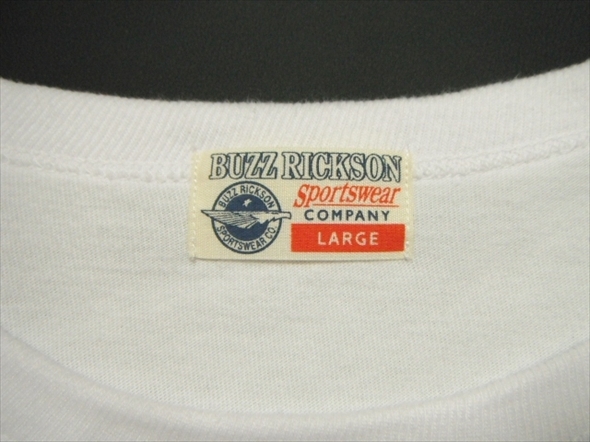 BUZZ RICKSON
Sportswear
COMPANY
LARGE
BUZZ RICKSON
SPORTSWEAR CO.